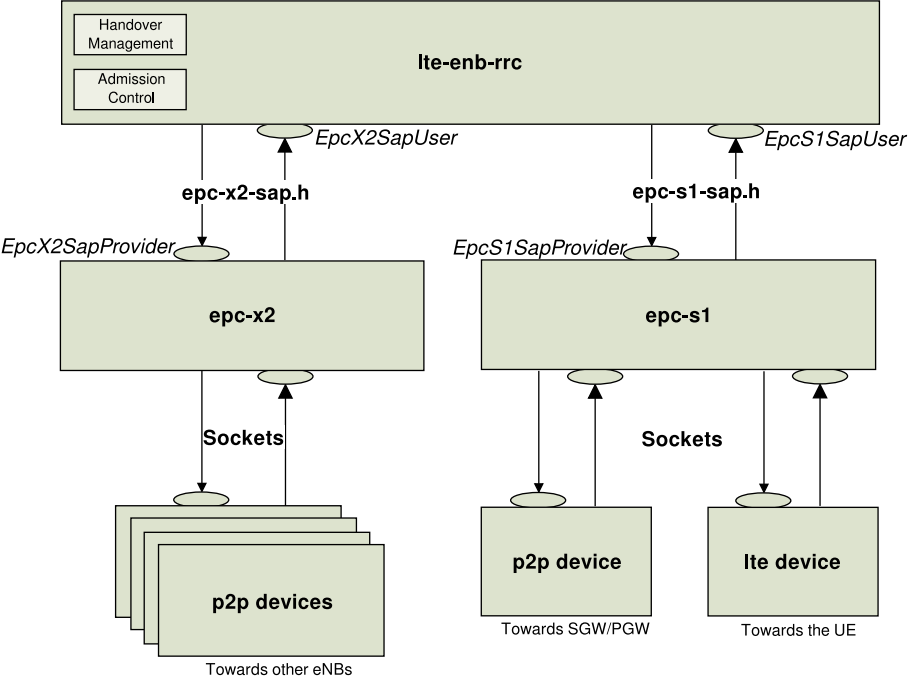 Handover
Management
lte-enb-rrc
Admission
Control
EpcX2SapUser
EpcS1SapUser
epc-x2-sap.h
epc-s1-sap.h
EpcX2SapProvider
EpcS1SapProvider
epc-x2
epc-s1
Sockets
Sockets
p2p device
lte device
p2p devices
Towards SGW/PGW
Towards the UE
Towards other eNBs